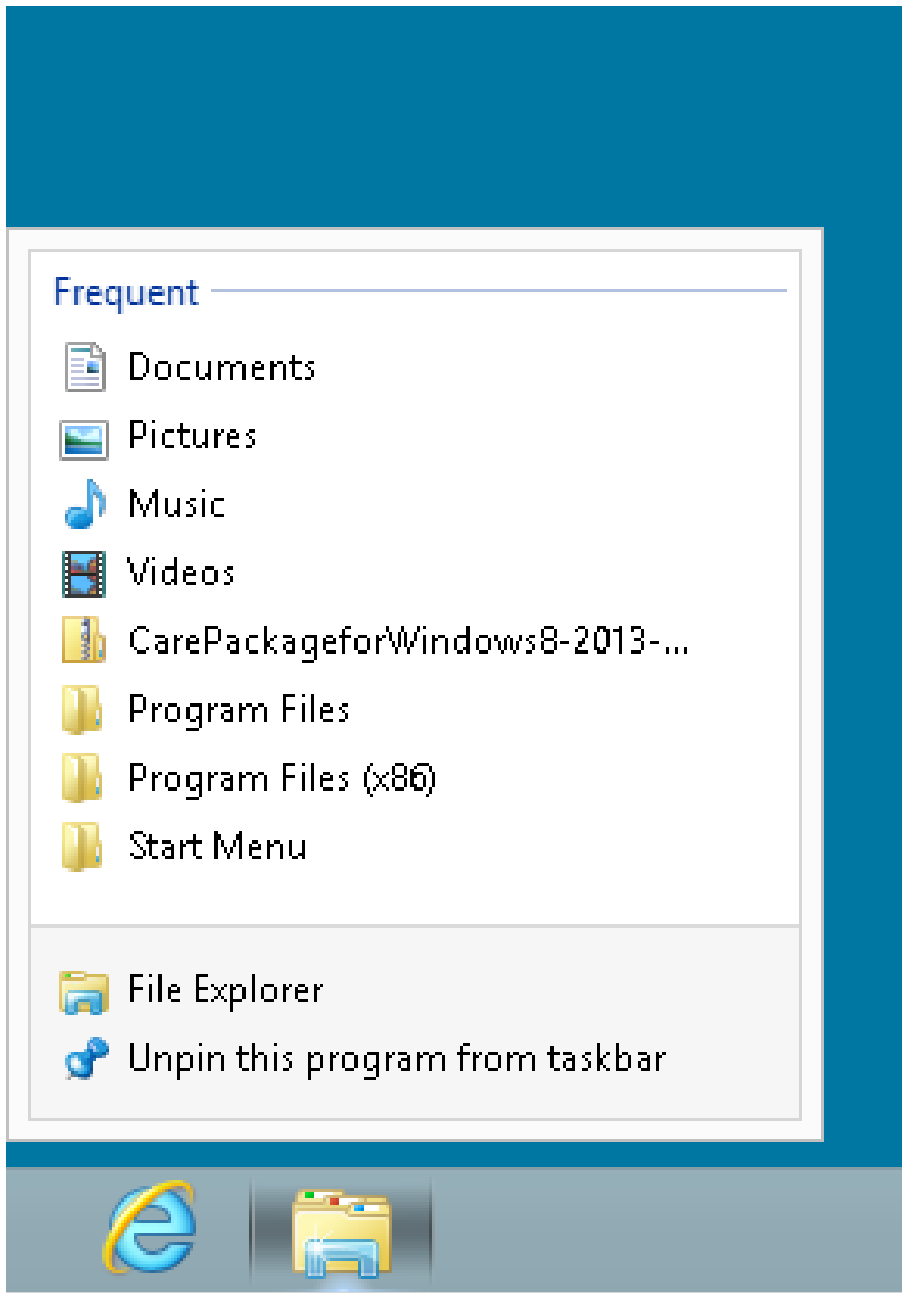 Frequent
Documents
Pictures
Music
Videos
CarePackageforWindows8-2013-...
Program Files
Program Files (x86)
Start Menu
File Explorer
Unpin this program from taskbar